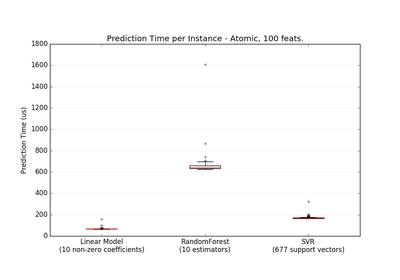 Prediction Time per Instance - Atomic, 100 feats.
1800
1600
1400
1200
1000
800
600
400
200
0
Prediction Time (us)
Linear Model
(10 non-zero coefficients)
RandomForest
(10 estimators)
SVR
(677 support vectors)